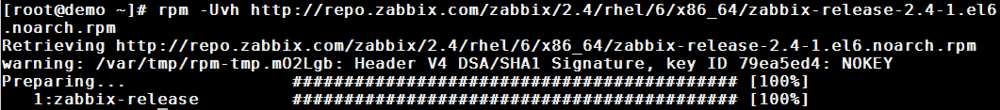 [root@demo ~]# rpm -Uvh http://repo.zabbix.com/zabbix/2.4/rhel/6/x86_64/zabbix-release-2.4-1.el6
.noarch.rpm
Retrieving http://repo.zabbix.com/zabbix/2.4/rhel/6/x86_64/zabbix-release-2.4-1.el6.noarch.rpm
warning: /var/tmp/rpm-tmp.mO2Lgb: Header V4 DSA/SHA1 Signature, key ID 79ea5ed4: NOKEY
Preparing... ########################################### [100%]
1:zabbix-release ########################################### [100%]